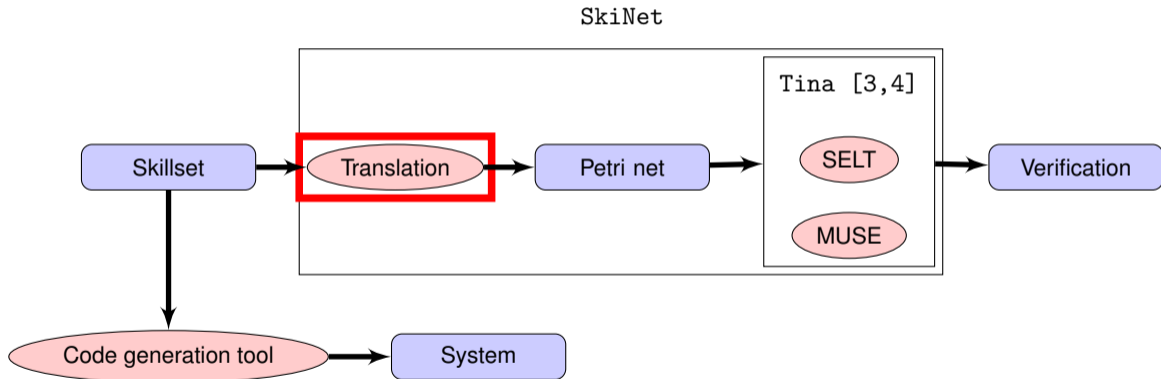 SkiNet
Tina [3,4]
Skillset
Translation
Petri net
SELT
Verification
MUSE
Code generation tool
System